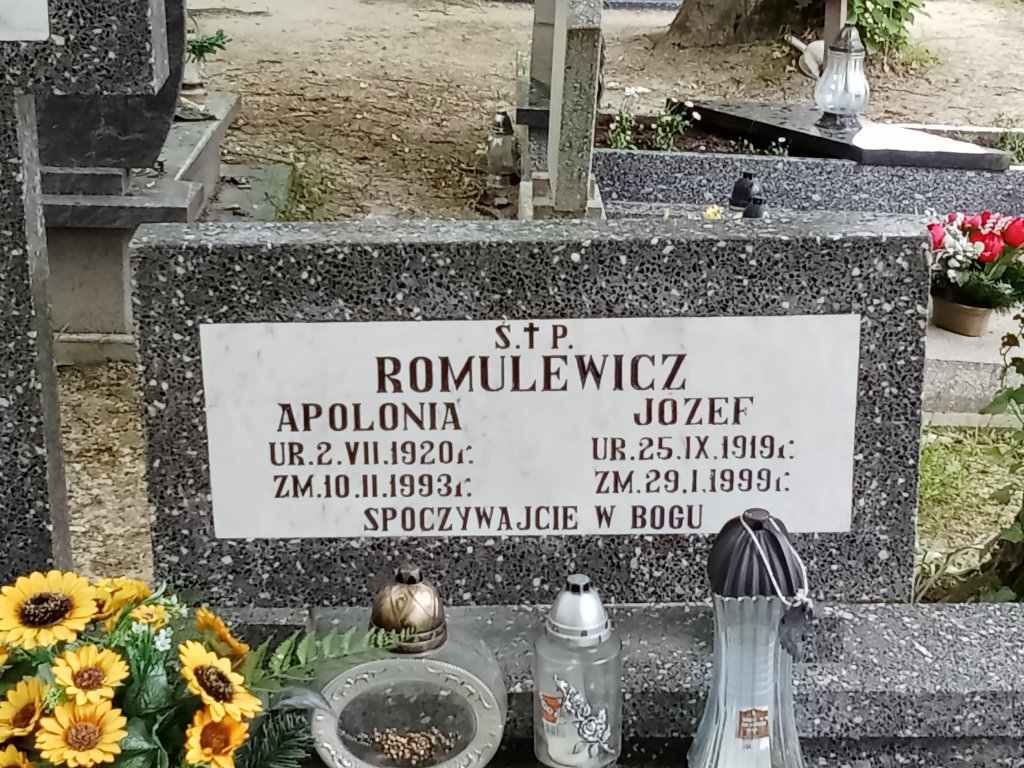 Ś.✝P.
ROMULEWICZ
APOLONIA JÓZEF
UR.2.VII.1920r. UR.25.IX.1919r.
ZM.10.II.1993r. ZM.29.I.1999r.
SPOCZYWAJCIE W BOGU